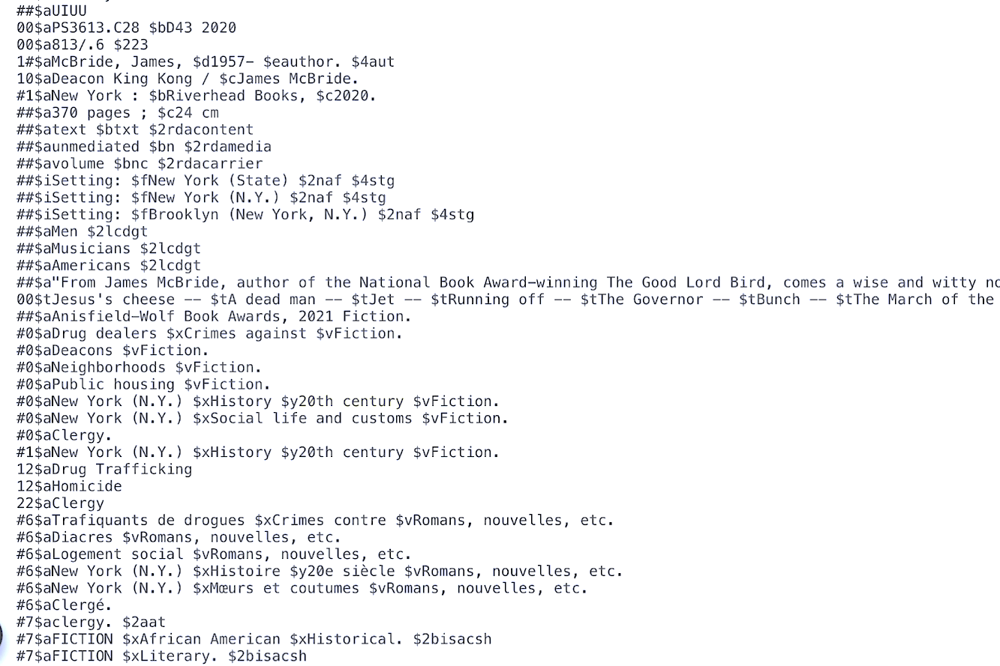 ##$aUIUU
00$aPS3613.C28 $bD43 2020
00$a813/.6 $223
1#$aMcBride, James, $d1957- $eauthor. $4aut
10$aDeacon King Kong / $cJames McBride.
#1$aNew York : $bRiverhead Books, $c2020.
##$a370 pages ; $c24 cm
##$atext $btxt $2rdacontent
##$aunmediated $bn $2rdamedia
##$avolume $bnc $2rdacarrier
##$iSetting: $fNew York (State) $2naf $4stg
##$iSetting: $fNew York (N.Y.) $2naf $4stg
##$iSetting: $fBrooklyn (New York, N.Y.) $2naf $4stg
##$aMen $2lcdgt
##$aMusicians $2lcdgt
##$aAmericans $2lcdgt
##$a"From James McBride, author of the National Book Award-winning The Good Lord Bird, comes a wise and witty
00$tJesus's cheese -- $tA dead man -- $tJet -- $tRunning off -- $tThe Governor -- $tBunch -- $tThe March of the
##$aAnisfield-Wolf Book Awards, 2021 Fiction.
#0$aDrug dealers $xCrimes against $vFiction.
#0$aDeacons $vFiction.
#0$aNeighborhoods $vFiction.
#0$aPublic housing $vFiction.
#0$aNew York (N.Y.) $xHistory $y20th century $vFiction.
#0$aNew York (N.Y.) $xSocial life and customs $vFiction.
#0$aClergy.
#1$aNew York (N.Y.) $xHistory $y20th century $vFiction.
12$aDrug Trafficking
12$aHomicide
22$aClergy
#6$aTrafiquants de drogues $xCrimes contre $vRomans, nouvelles, etc.
#6$aDiacres $vRomans, nouvelles, etc.
#6$aLogement social $vRomans, nouvelles, etc.
#6$aNew York (N.Y.) $xHistoire $y20e siècle $vRomans, nouvelles, etc.
#6$aNew York (N.Y.) $xMœurs et coutumes $vRomans, nouvelles, etc.
#6$aClergé.
#7$aclergy. $2aat
#7$aFICTION $xAfrican American $xHistorical. $2bisacsh
#7$aFICTION $xLiterary. $2bisacsh